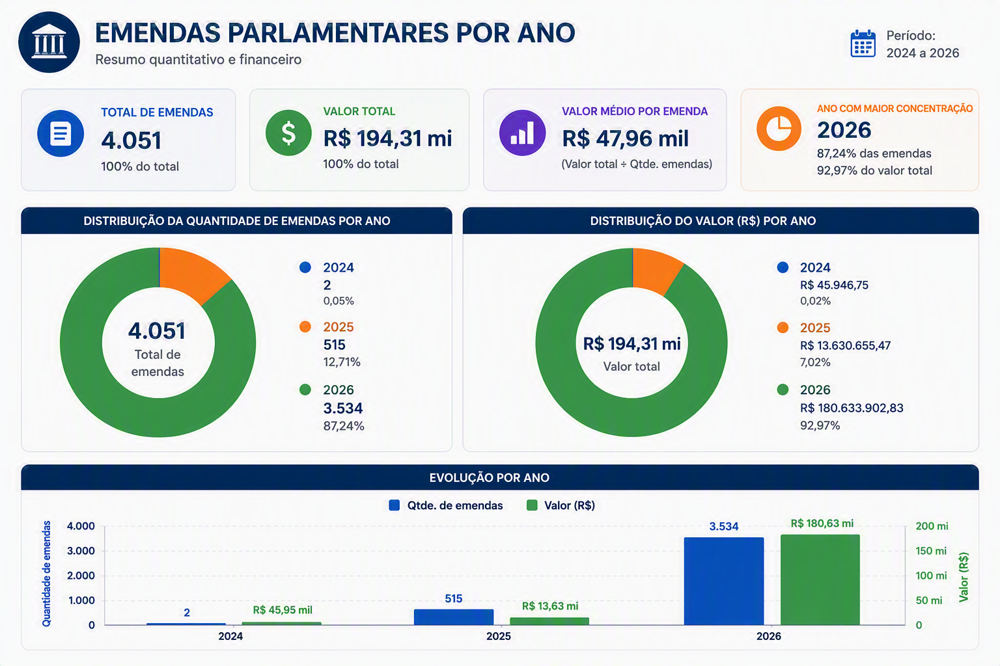 EMENDAS PARLAMENTARES POR ANO
Resumo quantitativo e financeiro
Período:
2024 a 2026
TOTAL DE EMENDAS
4.051
100% do total
VALOR TOTAL
R$ 194,31 mi
100% do total
VALOR MÉDIO POR EMENDA
R$ 47,96 mil
(Valor total ÷ Qtde. emendas)
ANO COM MAIOR CONCENTRAÇÃO
2026
87,24% das emendas
92,97% do valor total
DISTRIBUIÇÃO DA QUANTIDADE DE EMENDAS POR ANO
4.051
Total de
emendas
2024
2
0,05%
2025
515
12,71%
2026
3.534
87,24%
DISTRIBUIÇÃO DO VALOR (R$) POR ANO
R$ 194,31 mi
Valor total
2024
R$ 45.946,75
0,02%
2025
R$ 13.630.655,47
7,02%
2026
R$ 180.633.902,83
92,97%
EVOLUÇÃO POR ANO
Qtde. de emendas
Valor (R$)
Quantidade de emendas
4.000
3.000
2.000
1.000
0
2
R$ 45,95 mil
515
R$ 13,63 mi
3.534
R$ 180,63 mi
200 mi
150 mi
100 mi
50 mi
0
Valor (R$)
2024
2025
2026